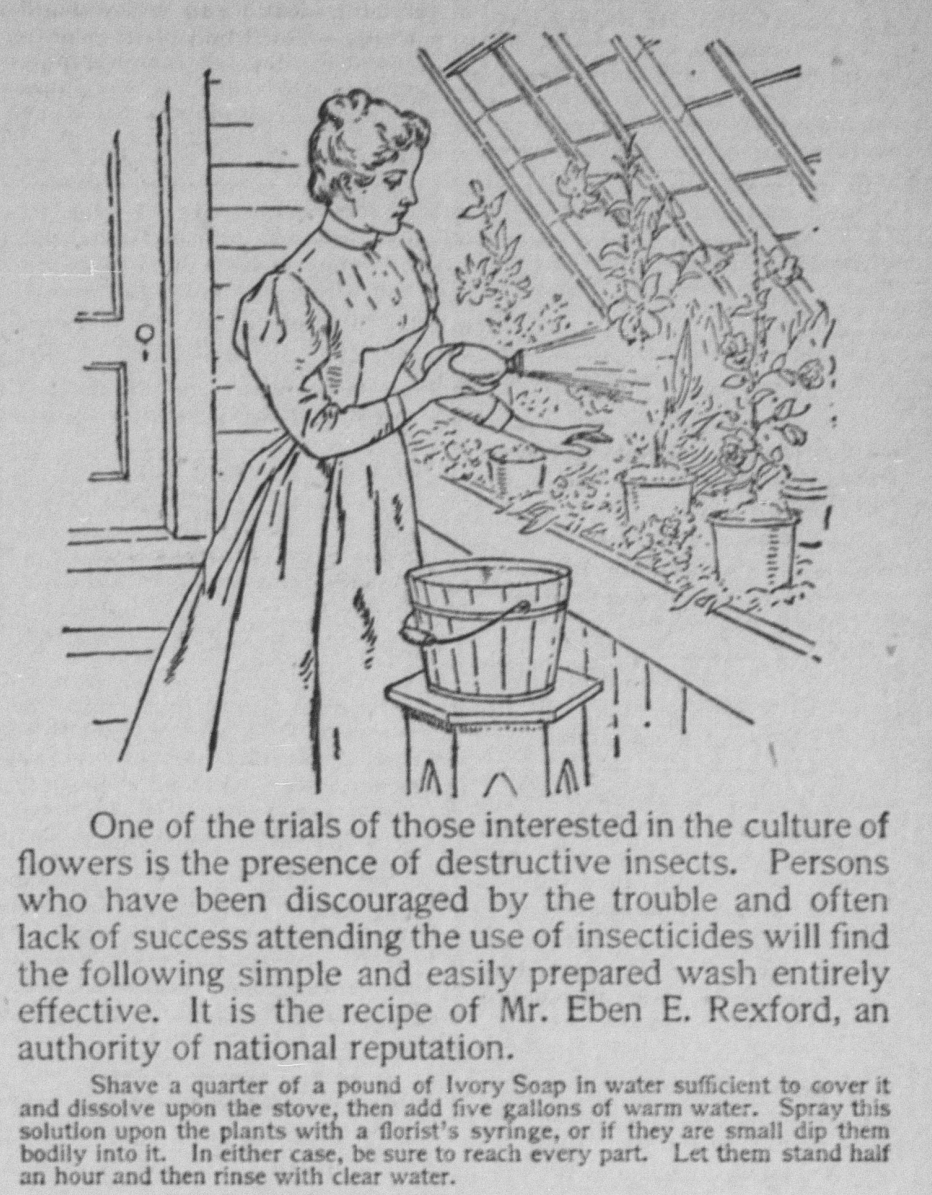 One of the trials of those interested in the culture of
flowers is the presence of destructive insects. Persons
who have been discouraged by the trouble and often
lack of success attending the use of insecticides will find
the following simple and easily prepared wash entirely
effective. It is the recipe of Mr. Eben E. Rexford, an
authority of national reputation.
Shave a quarter of a pound of Ivory Soap in water sufficient to cover it
and dissolve upon the stove, then add five gallons of warm water. Spray this
solution upon the plants with a florist's syringe, or if they are small dip them
bodily into it. In either case, be sure to reach every part. Let them stand half
an hour and then rinse with clear water.